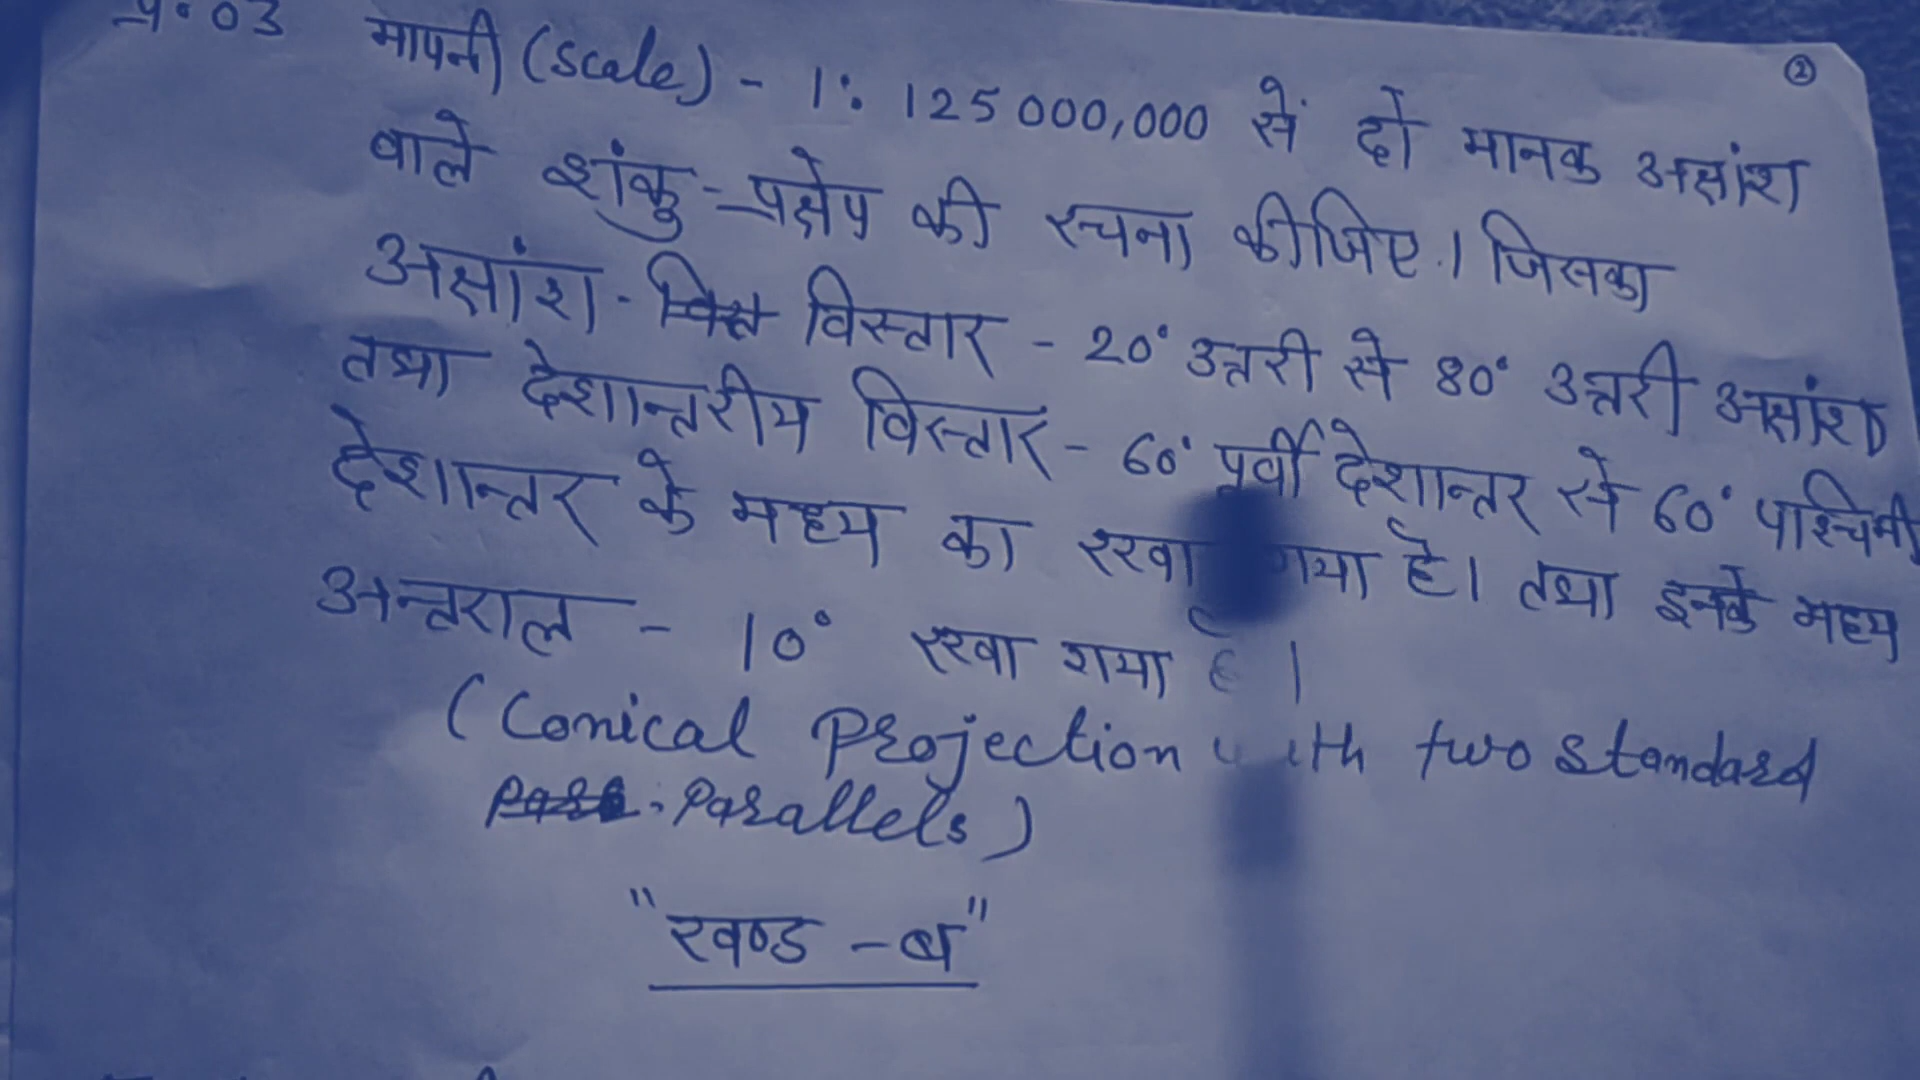 ②
प्र. 03 मापनी (scale) - 1: 125000,000 से दो मानक अक्षांश
वाले शंकु-प्रक्षेप की रचना कीजिए। जिसका
अक्षांश - विस्तार - 20° उत्तरी से 80° उत्तरी अक्षांश
तथा देशान्तरीय विस्तार - 60° पूर्वी देशान्तर से 60° पश्चिमी
देशान्तर के मध्य का रखा गया है। तथा इनके मध्य
अन्तराल - 10° रखा गया है।
(Conical Projection with two standard
Parallels)
"खण्ड - ब"